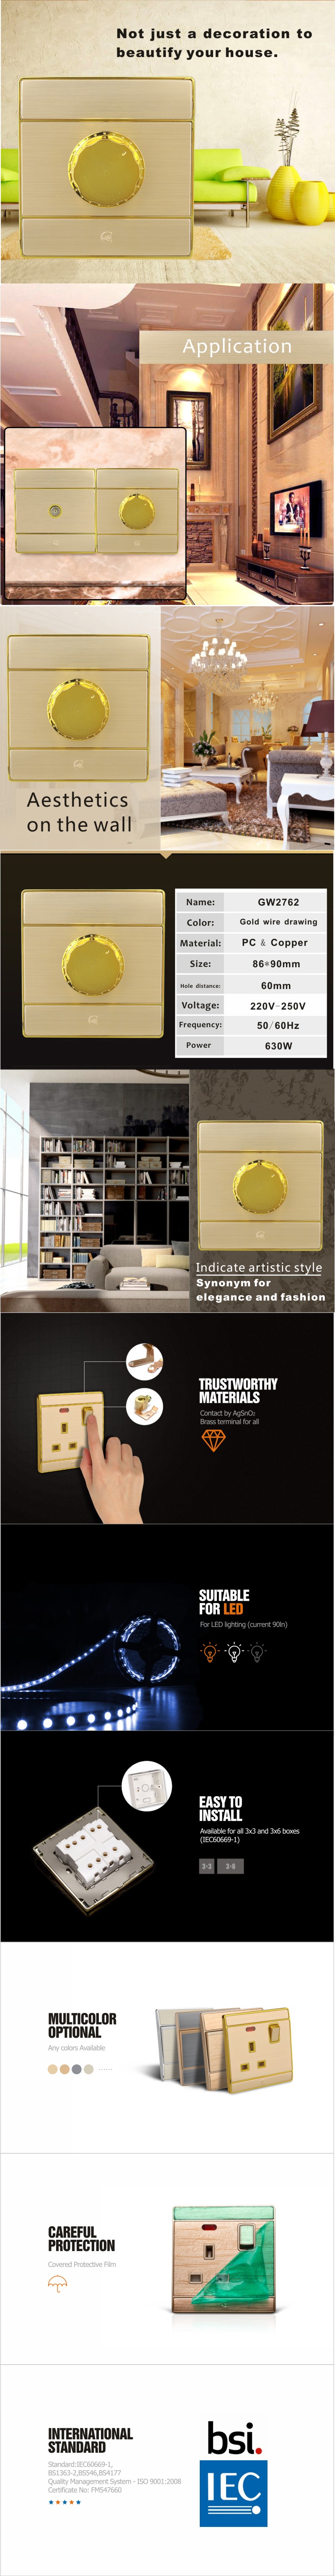 Not just a decoration to
beautify your house.
Application
Aesthetics
on the wall
Name: GW2762
Color: Gold wire drawing
Material: PC & Copper
Size: 86*90mm
Hole distance: 60mm
Voltage: 220V-250V
Frequency: 50/60Hz
Power 630W
Indicate artistic style
Synonym for
elegance and fashion
TRUSTWORTHY
MATERIALS
Contact by AgSnO2
Brass terminal for all
SUITABLE
FOR LED
For LED lighting (current 90ln)
EASY TO
INSTALL
Available for all 3x3 and 3x6 boxes
(IEC60669-1)
3-3 3-6
MULTICOLOR
OPTIONAL
Any colors Available
CAREFUL
PROTECTION
Covered Protective Film
INTERNATIONAL
STANDARD
Standard:IEC60669-1,
BS1363-2,BS546,BS4177
Quality Management System - ISO 9001:2008
Certificate No: FM547660
bsi.
IEC